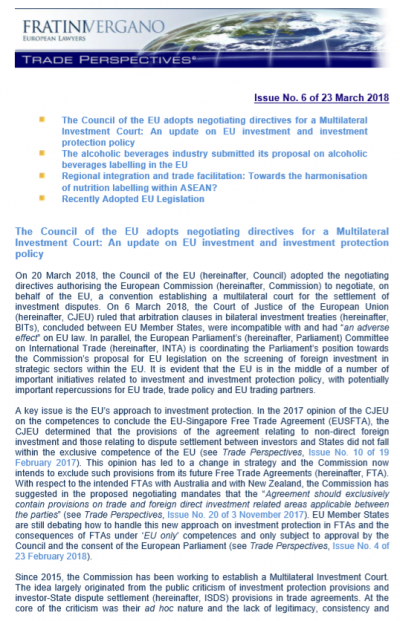 FRATINIVERGANO
EUROPEAN LAWYERS
TRADE PERSPECTIVES©
Issue No. 6 of 23 March 2018
The Council of the EU adopts negotiating directives for a Multilateral
Investment Court: An update on EU investment and investment
protection policy
The alcoholic beverages industry submitted its proposal on alcoholic
beverages labelling in the EU
Regional integration and trade facilitation: Towards the harmonisation
of nutrition labelling within ASEAN?
Recently Adopted EU Legislation
The Council of the EU adopts negotiating directives for a Multilateral
Investment Court: An update on EU investment and investment protection
policy
On 20 March 2018, the Council of the EU (hereinafter, Council) adopted the negotiating
directives authorising the European Commission (hereinafter, Commission) to negotiate, on
behalf of the EU, a convention establishing a multilateral court for the settlement of
investment disputes. On 6 March 2018, the Court of Justice of the European Union
(hereinafter, CJEU) ruled that arbitration clauses in bilateral investment treaties (hereinafter,
BITs), concluded between EU Member States, were incompatible with and had “an adverse
effect” on EU law. In parallel, the European Parliament’s (hereinafter, Parliament) Committee
on International Trade (hereinafter, INTA) is coordinating the Parliament’s position towards
the Commission’s proposal for EU legislation on the screening of foreign investment in
strategic sectors within the EU. It is evident that the EU is in the middle of a number of
important initiatives related to investment and investment protection policy, with potentially
important repercussions for EU trade, trade policy and EU trading partners.
A key issue is the EU’s approach to investment protection. In the 2017 opinion of the CJEU
on the competences to conclude the EU-Singapore Free Trade Agreement (EUSFTA), the
CJEU determined that the provisions of the agreement relating to non-direct foreign
investment and those relating to dispute settlement between investors and States did not fall
within the exclusive competence of the EU (see Trade Perspectives, Issue No. 10 of 19
February 2017). This opinion has led to a change in strategy and the Commission now
intends to exclude such provisions from its future Free Trade Agreements (hereinafter, FTA).
With respect to the intended FTAs with Australia and with New Zealand, the Commission has
suggested in the proposed negotiating mandates that the “Agreement should exclusively
contain provisions on trade and foreign direct investment related areas applicable between
the parties” (see Trade Perspectives, Issue No. 20 of 3 November 2017). EU Member States
are still debating how to handle this new approach on investment protection in FTAs and the
consequences of FTAs under ‘EU only’ competences and only subject to approval by the
Council and the consent of the European Parliament (see Trade Perspectives, Issue No. 4 of
23 February 2018).
Since 2015, the Commission has been working to establish a Multilateral Investment Court.
The idea largely originated from the public criticism of investment protection provisions and
investor-State dispute settlement (hereinafter, ISDS) provisions in trade agreements. At the
core of the criticism was their ad hoc nature and the lack of legitimacy, consistency and